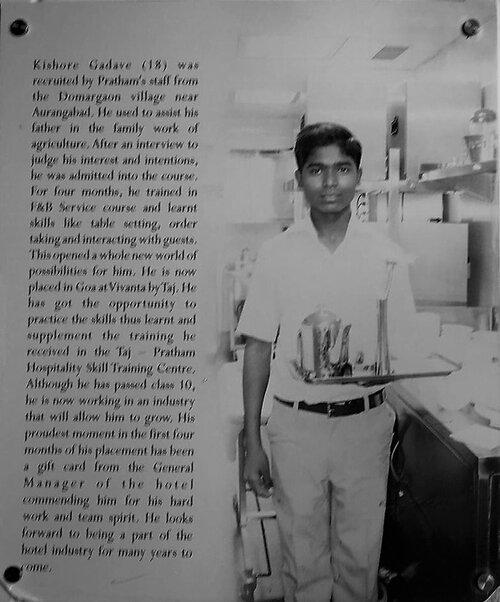 Kishore Gadave (18) was
recruited by Pratham's staff from
the Domargaon village near
Aurangabad. He used to assist his
father in the family work of
agriculture. After an interview to
judge his interest and intentions,
he was admitted into the course.
For four months, he trained in
F&B Service course and learnt
skills like table setting, order
taking and interacting with guests.
This opened a whole new world of
possibilities for him. He is now
placed in Goa at Vivanta by Taj. He
has got the opportunity to
practice the skills thus learnt and
supplement the training he
received in the Taj – Pratham
Hospitality Skill Training Centre.
Although he has passed class 10,
he is now working in an industry
that will allow him to grow. His
proudest moment in the first four
months of his placement has been
a gift card from the General
Manager of the hotel
commending him for his hard
work and team spirit. He looks
forward to being a part of the
hotel industry for many years to
come.